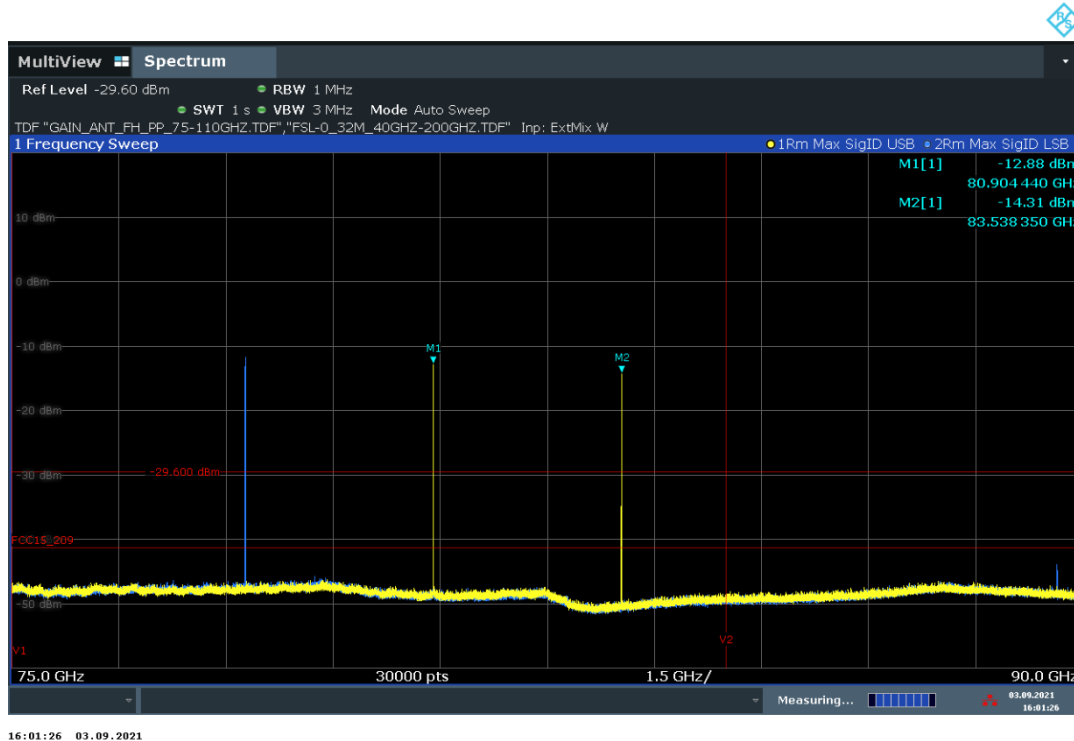 R&S
MultiView Spectrum
Ref Level -29.60 dBm RBW 1 MHz
SWT 1 s VBW 3 MHz Mode Auto Sweep
TDF "GAIN_ANT_FH_PP_75-110GHZ.TDF","FSL-0_32M_40GHZ-200GHZ.TDF" Inp: ExtMix W
1 Frequency Sweep 1Rm Max SigID USB 2Rm Max SigID LSB
M1[1] -12.88 dBm
80.904 440 GHz
M2[1] -14.31 dBm
83.538 350 GHz
10 dBm
0 dBm
-10 dBm
M1
M2
-20 dBm
-29.600 dBm
-30 dBm
FCC15_209
-50 dBm
V2
V1
75.0 GHz 30000 pts 1.5 GHz/ 90.0 GHz
Measuring... 03.09.2021
16:01:26
16:01:26 03.09.2021